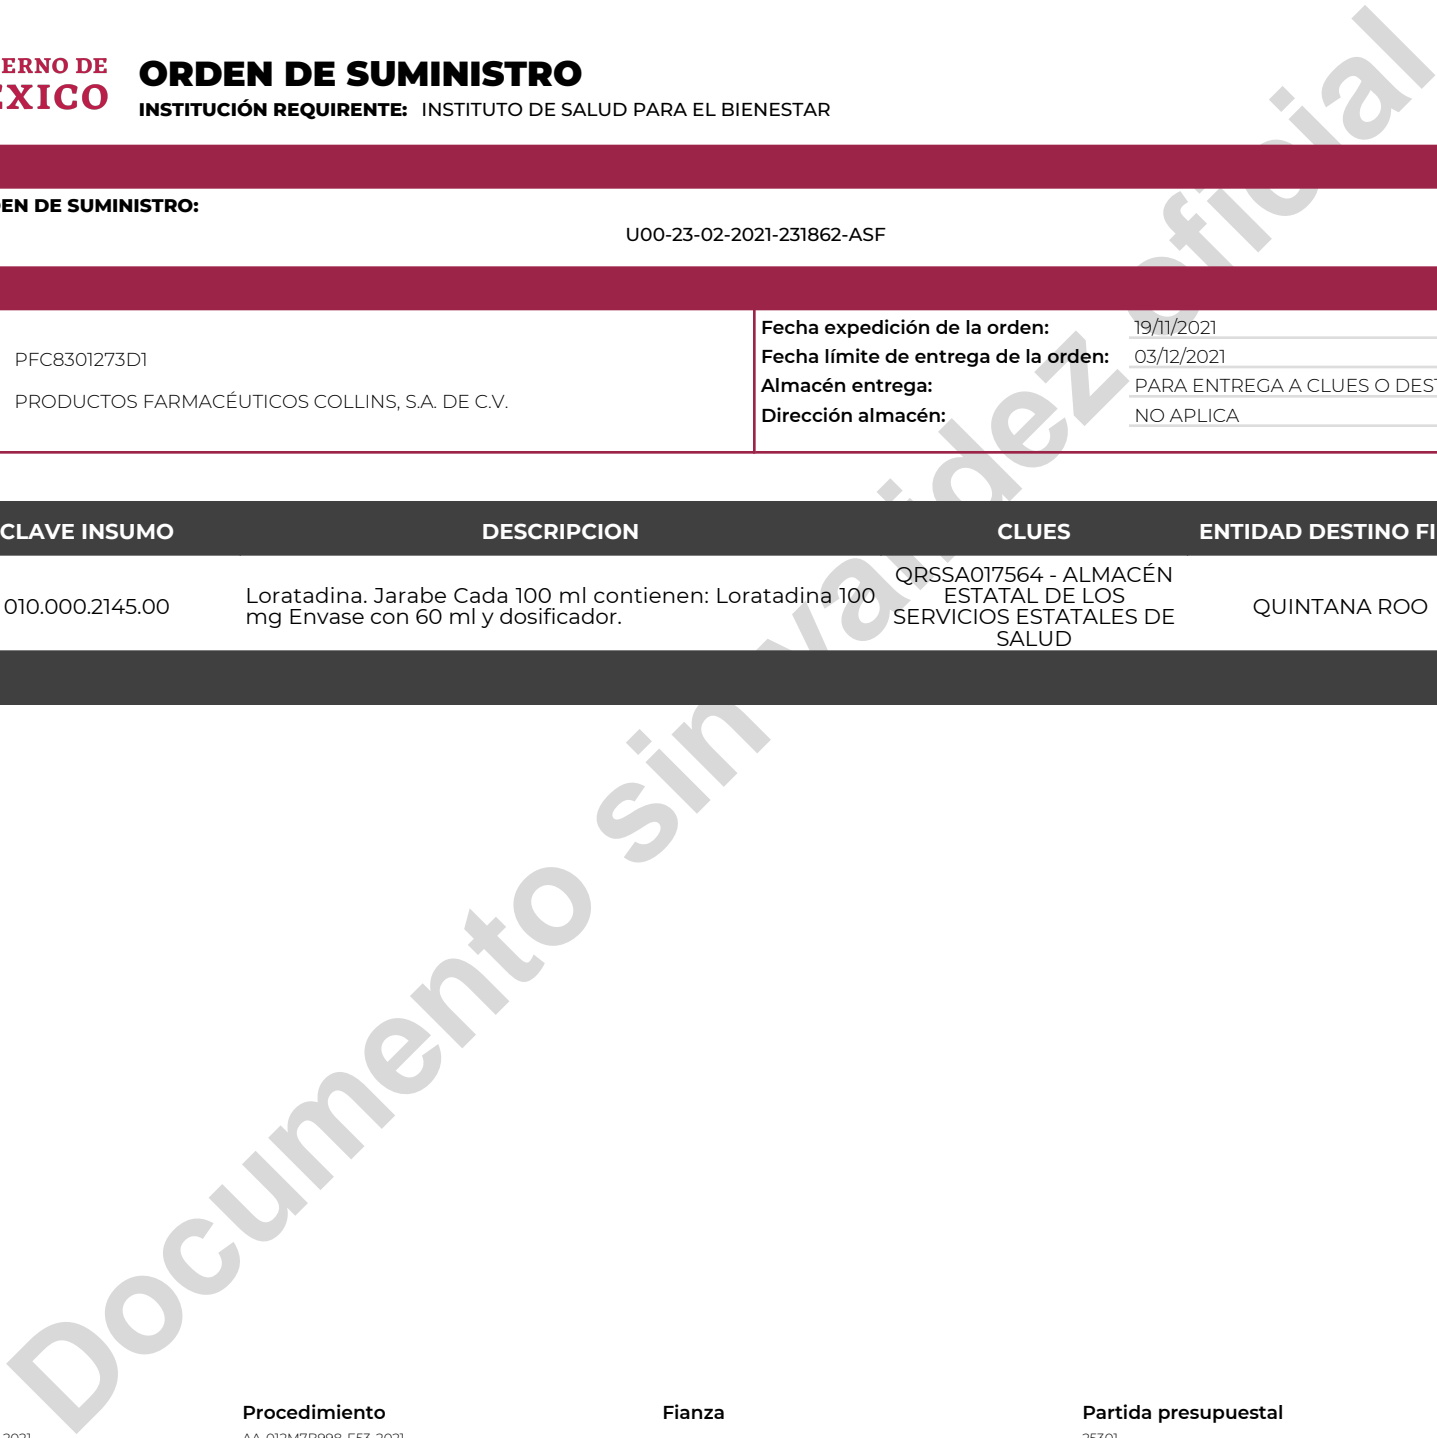 ERNO DE
ÉXICO
ORDEN DE SUMINISTRO
INSTITUCIÓN REQUIRENTE: INSTITUTO DE SALUD PARA EL BIENESTAR
EN DE SUMINISTRO:
U00-23-02-2021-231862-ASF
PFC8301273D1
PRODUCTOS FARMACÉUTICOS COLLINS, S.A. DE C.V.
Fecha expedición de la orden: 19/11/2021
Fecha límite de entrega de la orden: 03/12/2021
Almacén entrega: PARA ENTREGA A CLUES O DEST
Dirección almacén: NO APLICA
CLAVE INSUMO DESCRIPCION CLUES ENTIDAD DESTINO FI
010.000.2145.00
Loratadina. Jarabe Cada 100 ml contienen: Loratadina 100
mg Envase con 60 ml y dosificador.
QRSSA017564 - ALMACÉN
ESTATAL DE LOS
SERVICIOS ESTATALES DE
SALUD
QUINTANA ROO
Documento sin validez oficial
Procedimiento Fianza Partida presupuestal